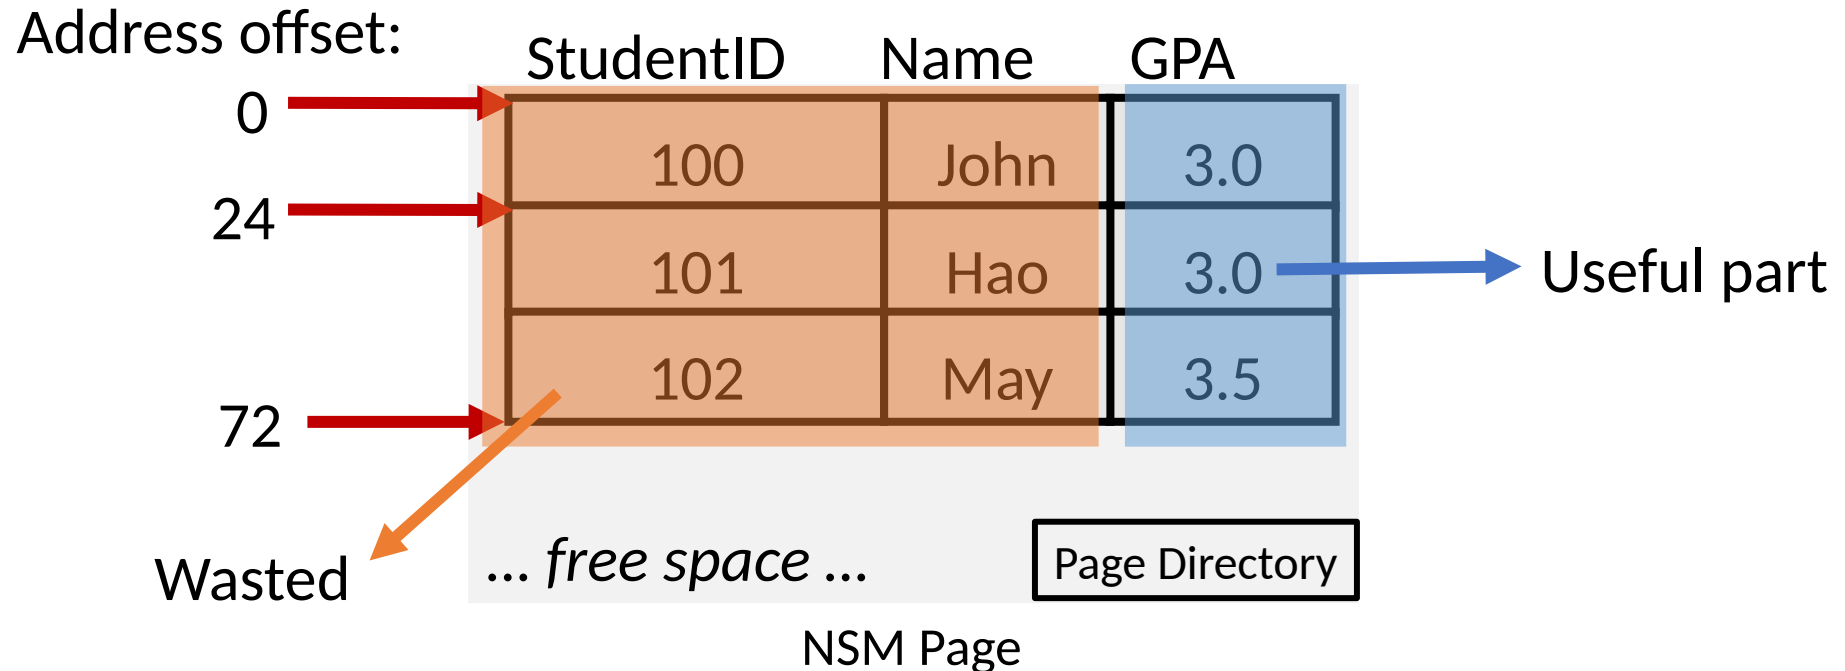 Address offset:
StudentID Name GPA
0
100 John 3.0
24
101 Hao 3.0
Useful part
102 May 3.5
72
Wasted
... free space ...
Page Directory
NSM Page